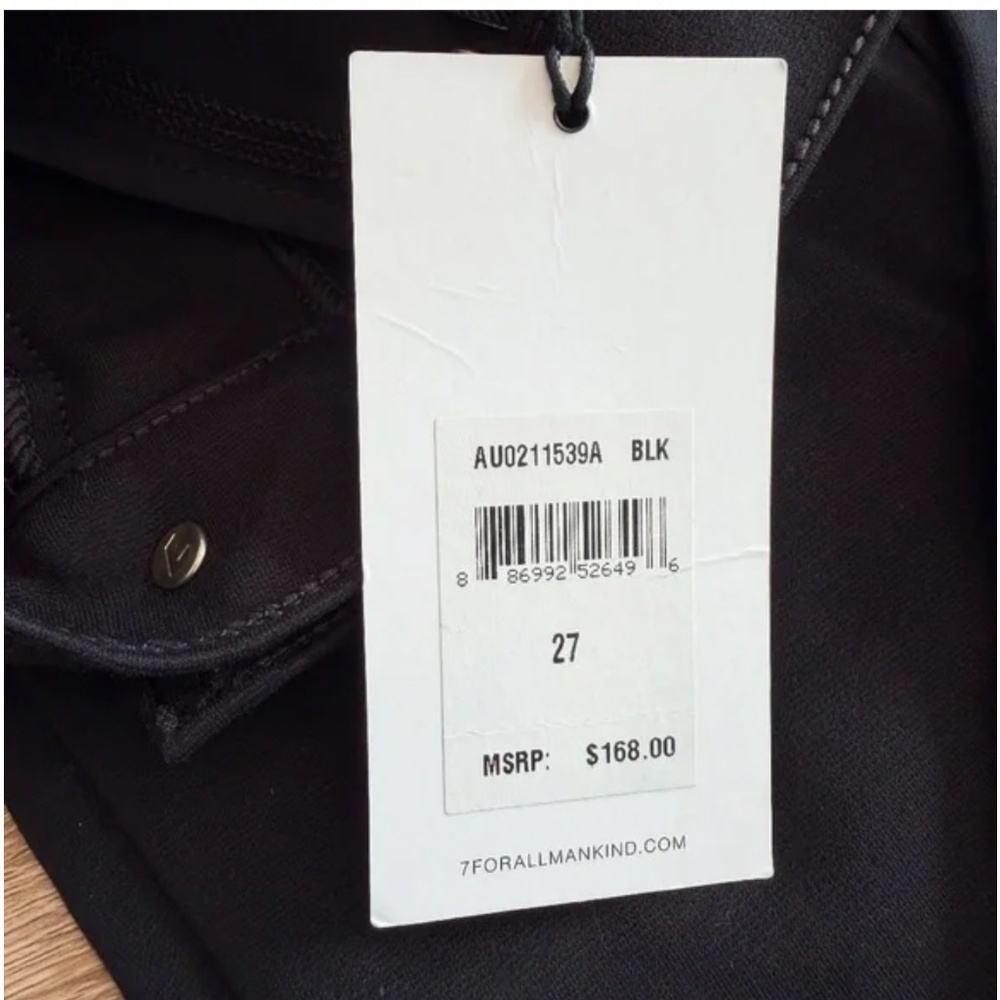 AU0211539A BLK
8 86992 52649 6
27
MSRP: $168.00
7FORALLMANKIND.COM